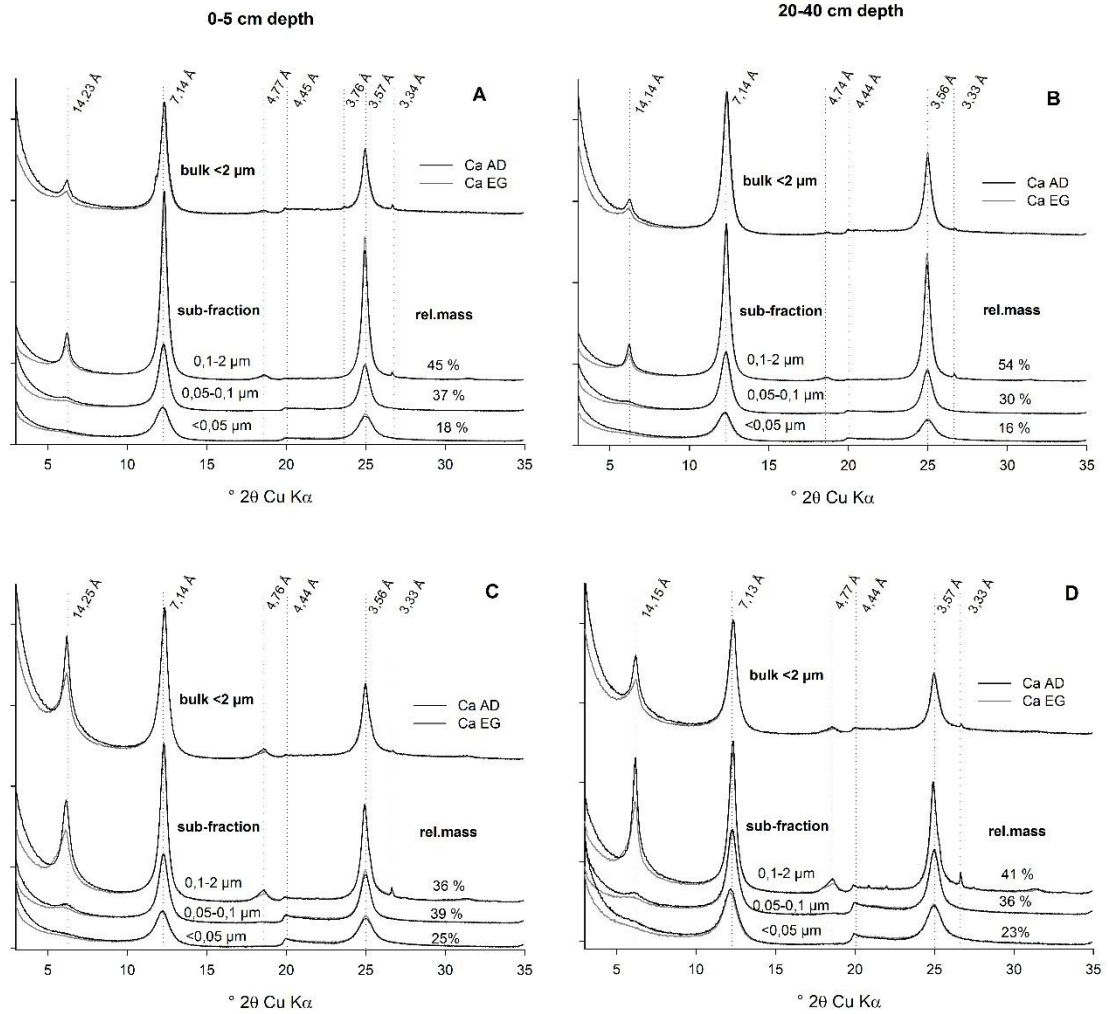 0-5 cm depth
20-40 cm depth
14,23 Å
7,14 Å
4,77 Å
4,45 Å
3,76 Å
3,57 Å
3,34 Å
A
bulk <2 µm
Ca AD
Ca EG
sub-fraction
rel.mass
0,1-2 µm
45 %
0,05-0,1 µm
37 %
<0,05 µm
18 %
5
10
15
20
25
30
35
° 2θ Cu Kα
14,14 Å
7,14 Å
4,74 Å
4,44 Å
3,56 Å
3,33 Å
B
bulk <2 µm
Ca AD
Ca EG
sub-fraction
rel.mass
0,1-2 µm
54 %
0,05-0,1 µm
30 %
<0,05 µm
16 %
5
10
15
20
25
30
35
° 2θ Cu Kα
14,25 Å
7,14 Å
4,76 Å
4,44 Å
3,56 Å
3,33 Å
C
bulk <2 µm
Ca AD
Ca EG
sub-fraction
rel.mass
0,1-2 µm
36 %
0,05-0,1 µm
39 %
<0,05 µm
25%
5
10
15
20
25
30
35
° 2θ Cu Kα
14,15 Å
7,13 Å
4,77 Å
4,44 Å
3,57 Å
3,33 Å
D
bulk <2 µm
Ca AD
Ca EG
sub-fraction
rel.mass
0,1-2 µm
41 %
0,05-0,1 µm
36 %
<0,05 µm
23%
5
10
15
20
25
30
35
° 2θ Cu Kα